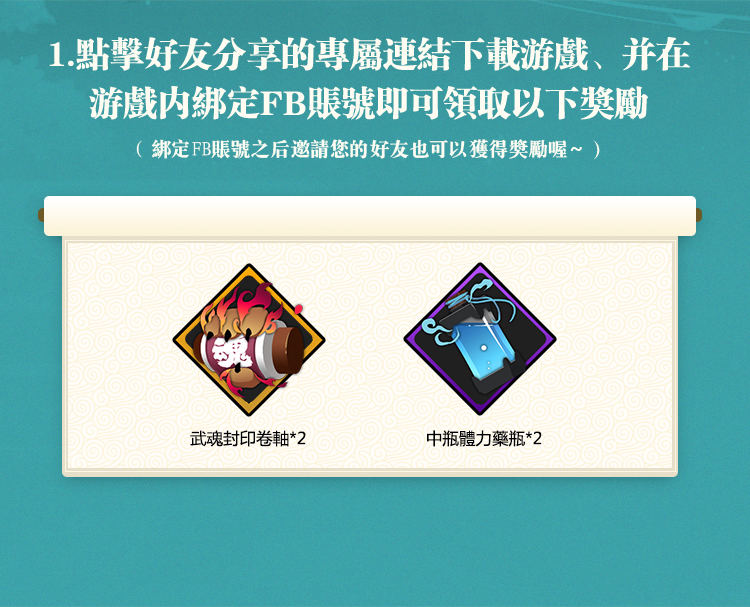 1.點擊好友分享的專屬連結下載游戲、并在
游戲内綁定FB賬號即可領取以下獎勵
（ 綁定FB賬號之后邀請您的好友也可以獲得獎勵喔~ ）
魂
武魂封印卷軸*2
中瓶體力藥瓶*2